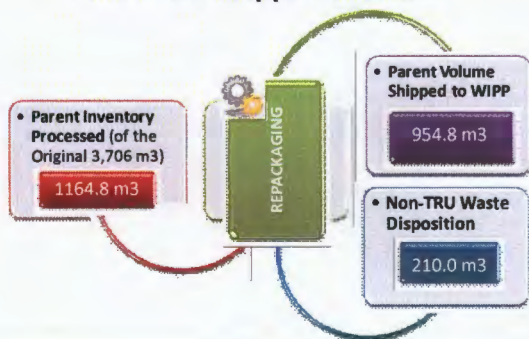 • Parent Inventory
Processed (of the
Original 3,706 m3)
1164.8 m3
REPACKAGING
• Parent Volume
Shipped to WIPP
954.8 m3
• Non-TRU Waste
Disposition
210.0 m3